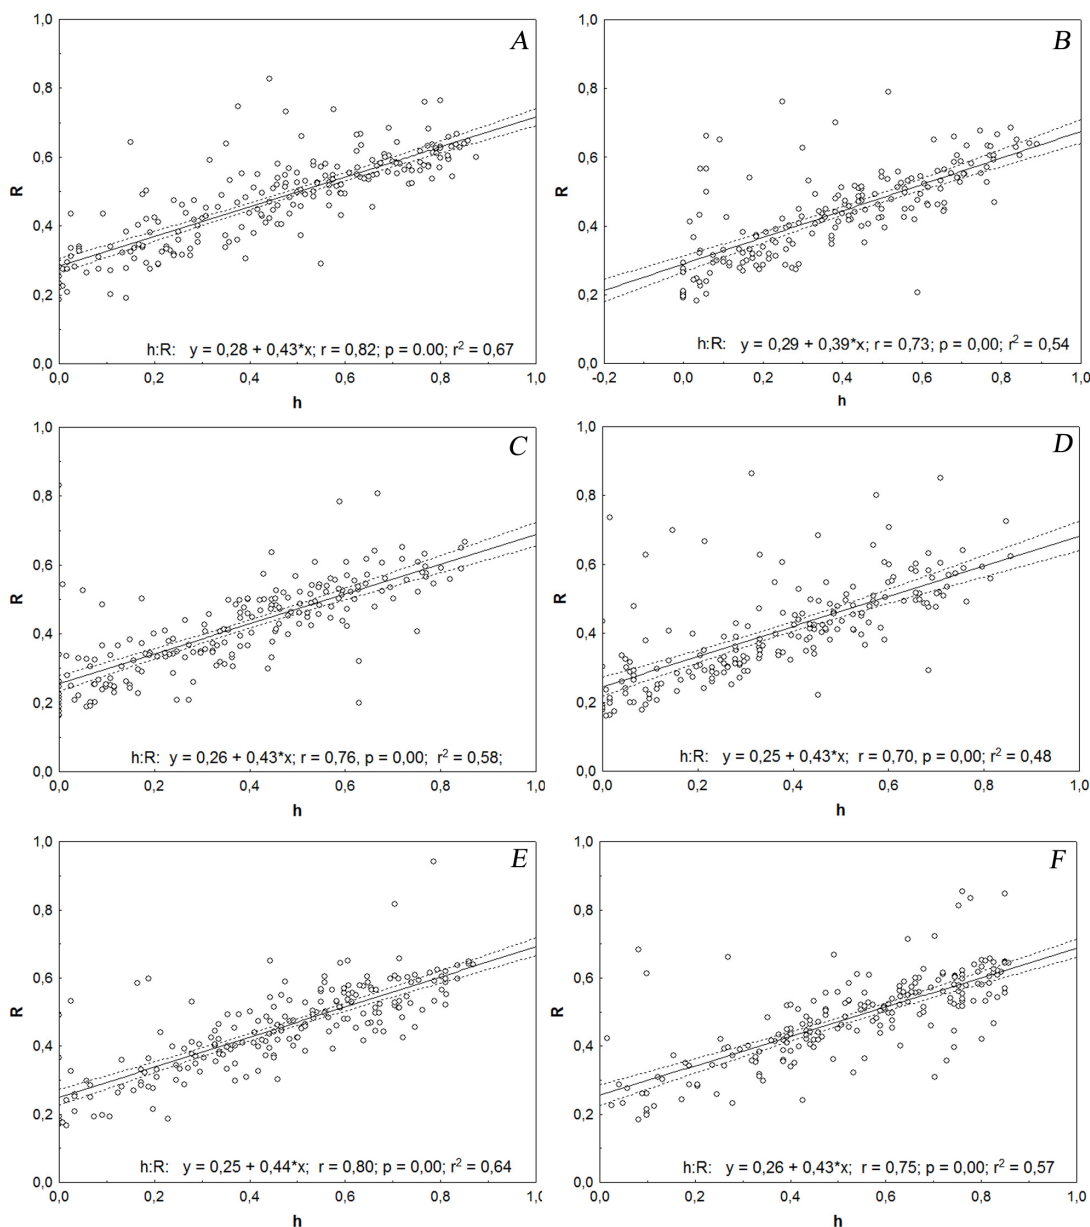 A
1,0
0,8
0,6
0,4
0,2
0,0
R
h:R: y = 0,28 + 0,43*x; r = 0,82; p = 0.00; r² = 0,67
0,0 0,2 0,4 0,6 0,8 1,0
h
B
1,0
0,8
0,6
0,4
0,2
0,0
R
h:R: y = 0,29 + 0,39*x; r = 0,73; p = 0,00; r² = 0,54
-0,2 0,0 0,2 0,4 0,6 0,8 1,0
h
C
1,0
0,8
0,6
0,4
0,2
0,0
R
h:R: y = 0,26 + 0,43*x; r = 0,76, p = 0,00; r² = 0,58;
0,0 0,2 0,4 0,6 0,8 1,0
h
D
1,0
0,8
0,6
0,4
0,2
0,0
R
h:R: y = 0,25 + 0,43*x; r = 0,70, p = 0,00; r² = 0,48
0,0 0,2 0,4 0,6 0,8 1,0
h
E
1,0
0,8
0,6
0,4
0,2
0,0
R
h:R: y = 0,25 + 0,44*x; r = 0,80; p = 0,00; r² = 0,64
0,0 0,2 0,4 0,6 0,8 1,0
h
F
1,0
0,8
0,6
0,4
0,2
0,0
R
h:R: y = 0,26 + 0,43*x; r = 0,75; p = 0,00; r² = 0,57
0,0 0,2 0,4 0,6 0,8 1,0
h